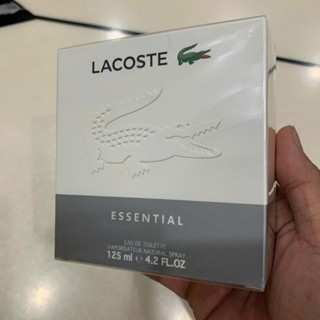 LACOSTE
ESSENTIAL
EAU DE TOILETTE
VAPORISATEUR NATURAL SPRAY
125 ml e 4.2 FL.OZ